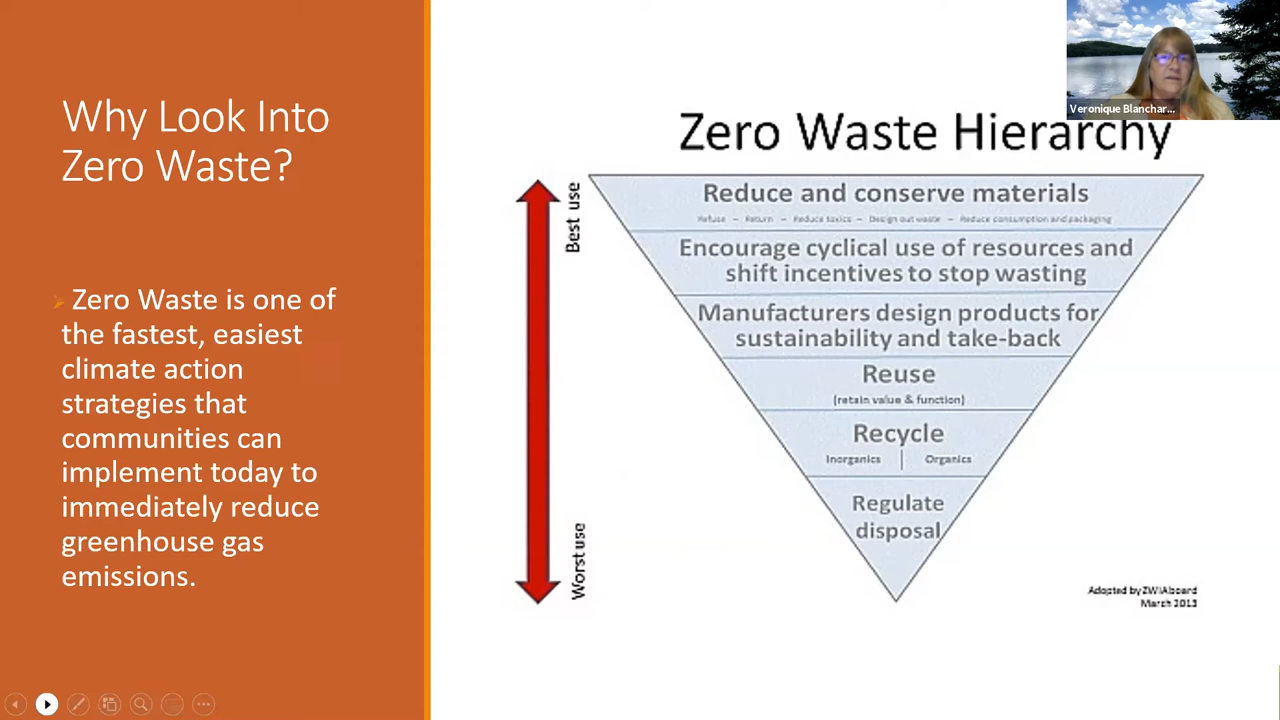 Why Look Into
Zero Waste?
Zero Waste is one of
the fastest, easiest
climate action
strategies that
communities can
implement today to
immediately reduce
greenhouse gas
emissions.
Veronique Blanchar...
Zero Waste Hierarchy
Best use
Worst use
Reduce and conserve materials
Refuse – Return – Reduce toxics – Design out waste – Reduce consumption and packaging
Encourage cyclical use of resources and
shift incentives to stop wasting
Manufacturers design products for
sustainability and take-back
Reuse
(retain value & function)
Recycle
Inorganics | Organics
Regulate
disposal
Adopted by ZWIA board
March 2013